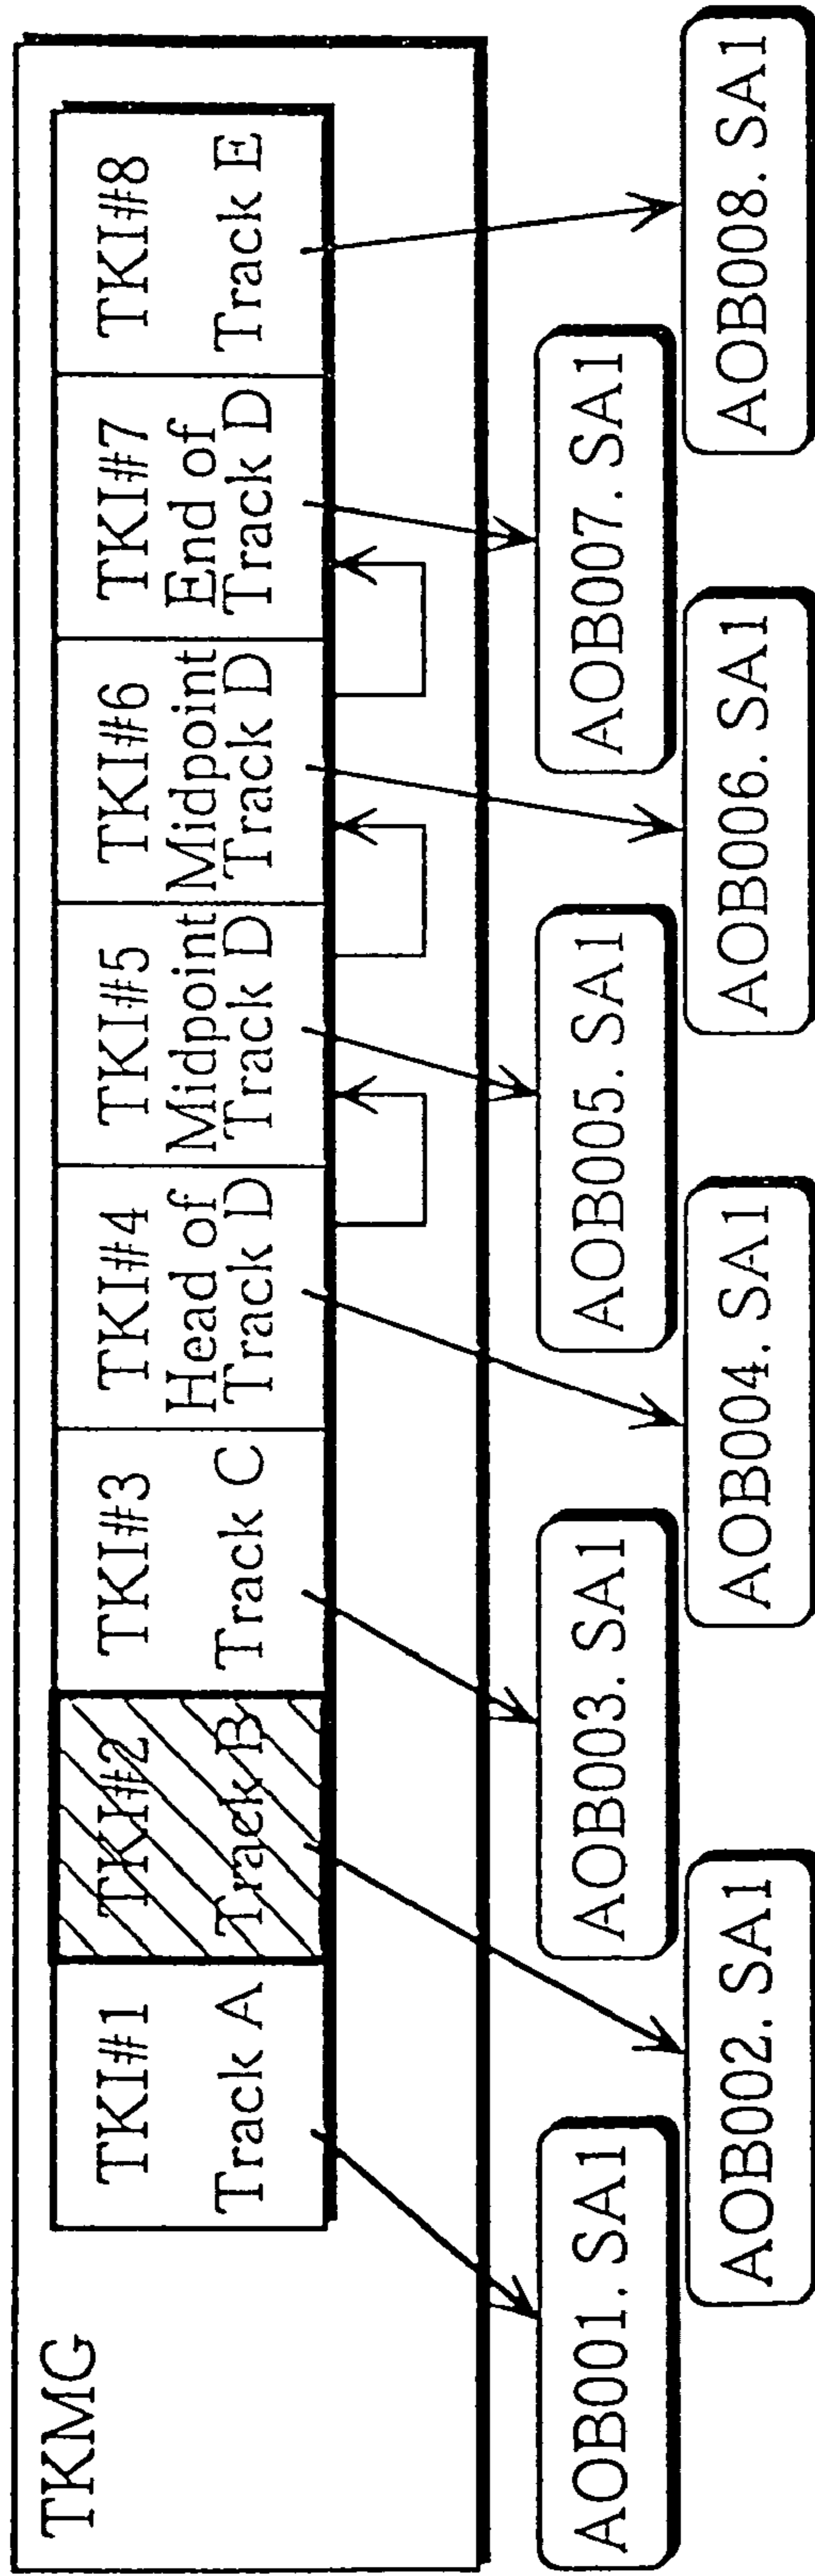 TKMG
TKI#1
Track A
TKI#2
Track B
TKI#3
Track C
TKI#4
Head of
Track D
TKI#5
Midpoint
Track D
TKI#6
Midpoint
Track D
TKI#7
End of
Track D
TKI#8
Track E
AOB001. SA1
AOB003. SA1
AOB005. SA1
AOB007. SA1
AOB002. SA1
AOB004. SA1
AOB006. SA1
AOB008. SA1